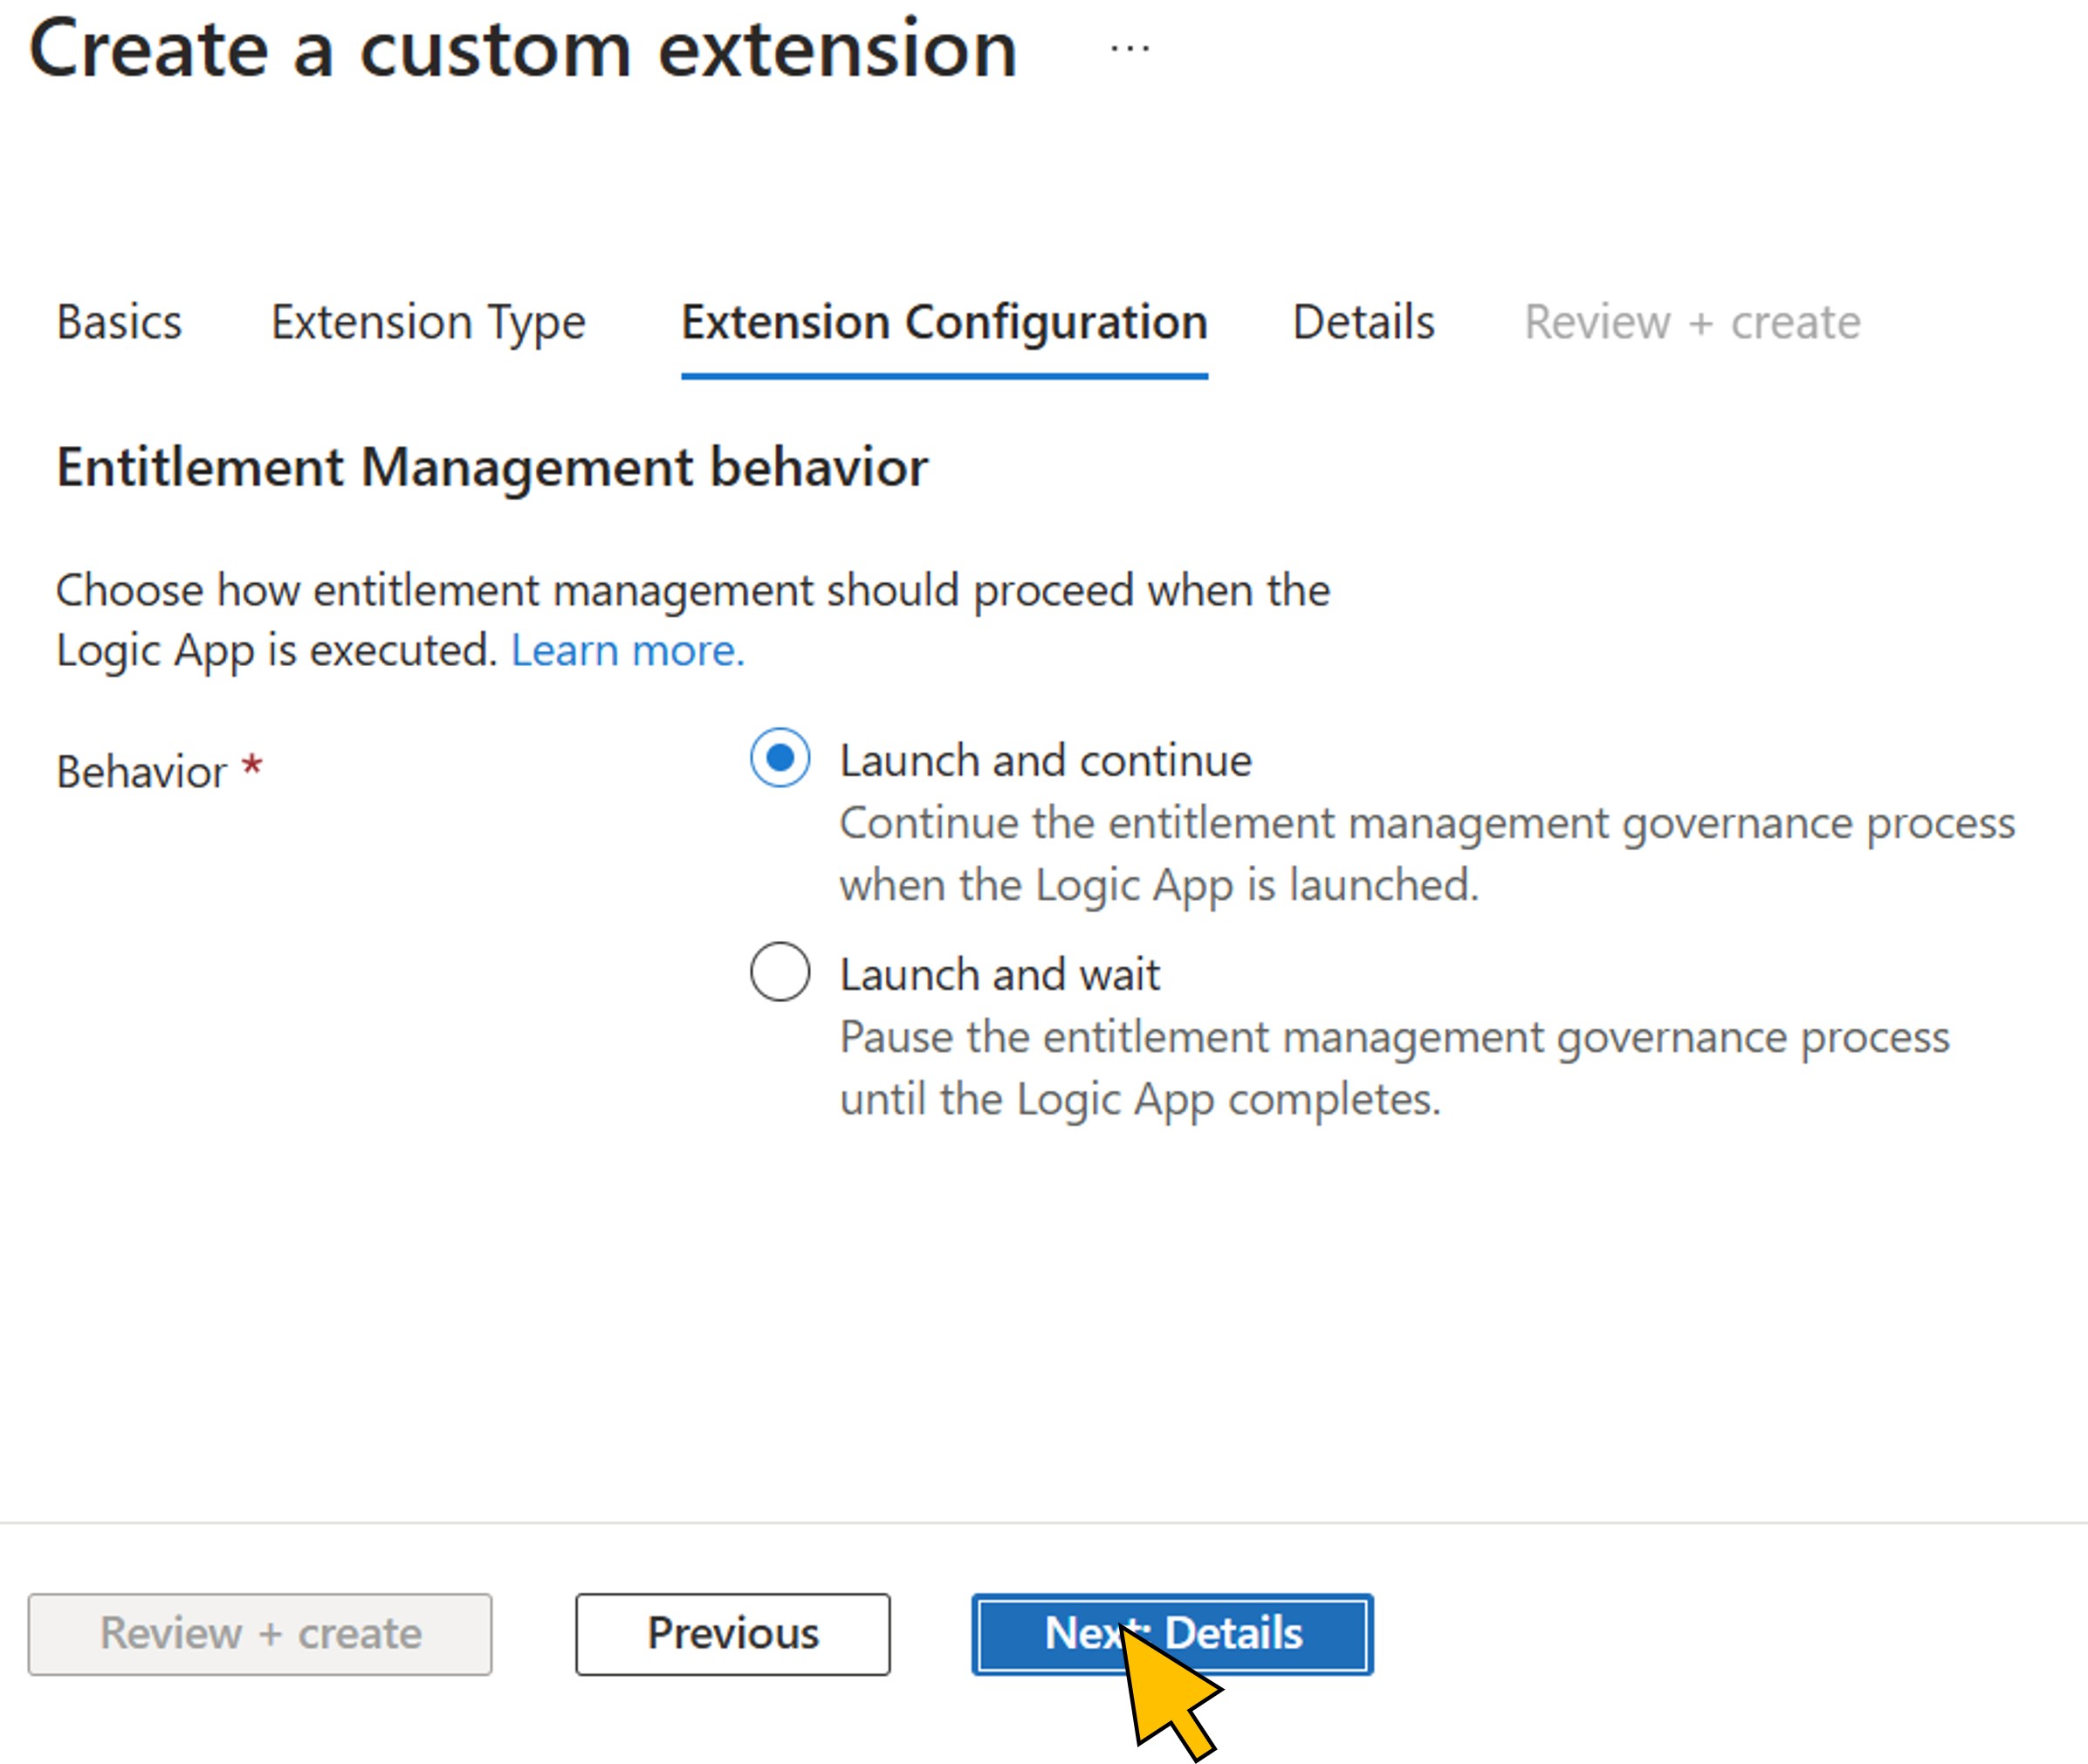 Create a custom extension ...
Basics Extension Type Extension Configuration Details Review + create
Entitlement Management behavior
Choose how entitlement management should proceed when the
Logic App is executed. Learn more.
Behavior *
Launch and continue
Continue the entitlement management governance process
when the Logic App is launched.
Launch and wait
Pause the entitlement management governance process
until the Logic App completes.
Review + create Previous Next: Details